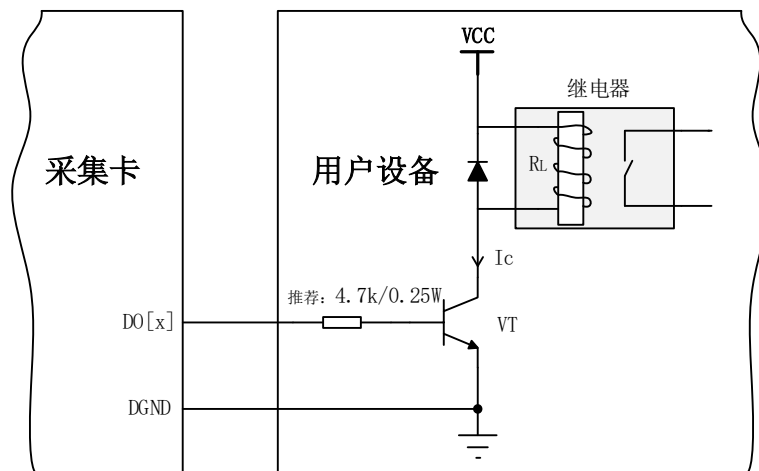 VCC
继电器
采集卡
用户设备
RL
Ic
推荐: 4.7k/0.25W
DO[x]
VT
DGND